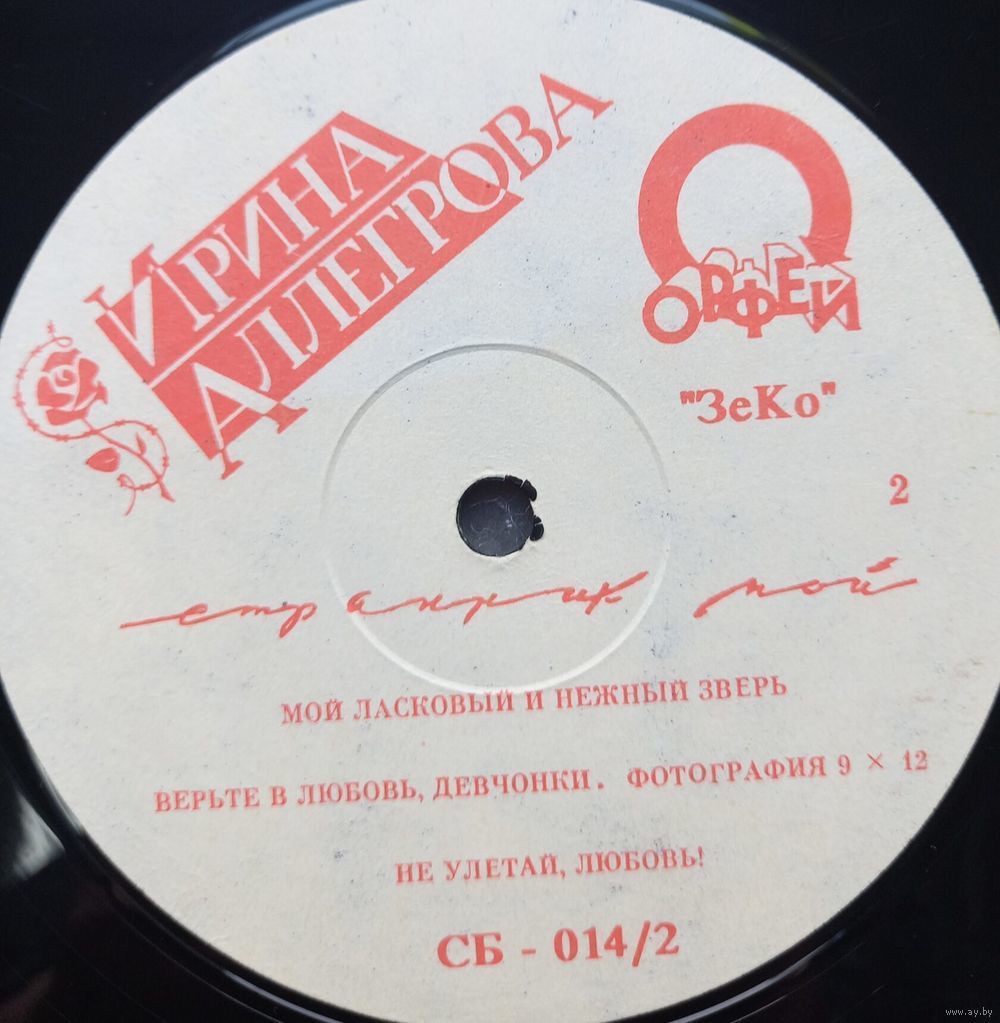 ИРИНА
АЛЛЕГРОВА
ОРФЕЙ
"ЗеКо"
2
странник мой
МОЙ ЛАСКОВЫЙ И НЕЖНЫЙ ЗВЕРЬ
ВЕРЬТЕ В ЛЮБОВЬ, ДЕВЧОНКИ. ФОТОГРАФИЯ 9 × 12
НЕ УЛЕТАЙ, ЛЮБОВЬ!
СБ - 014/2
www.ay.by